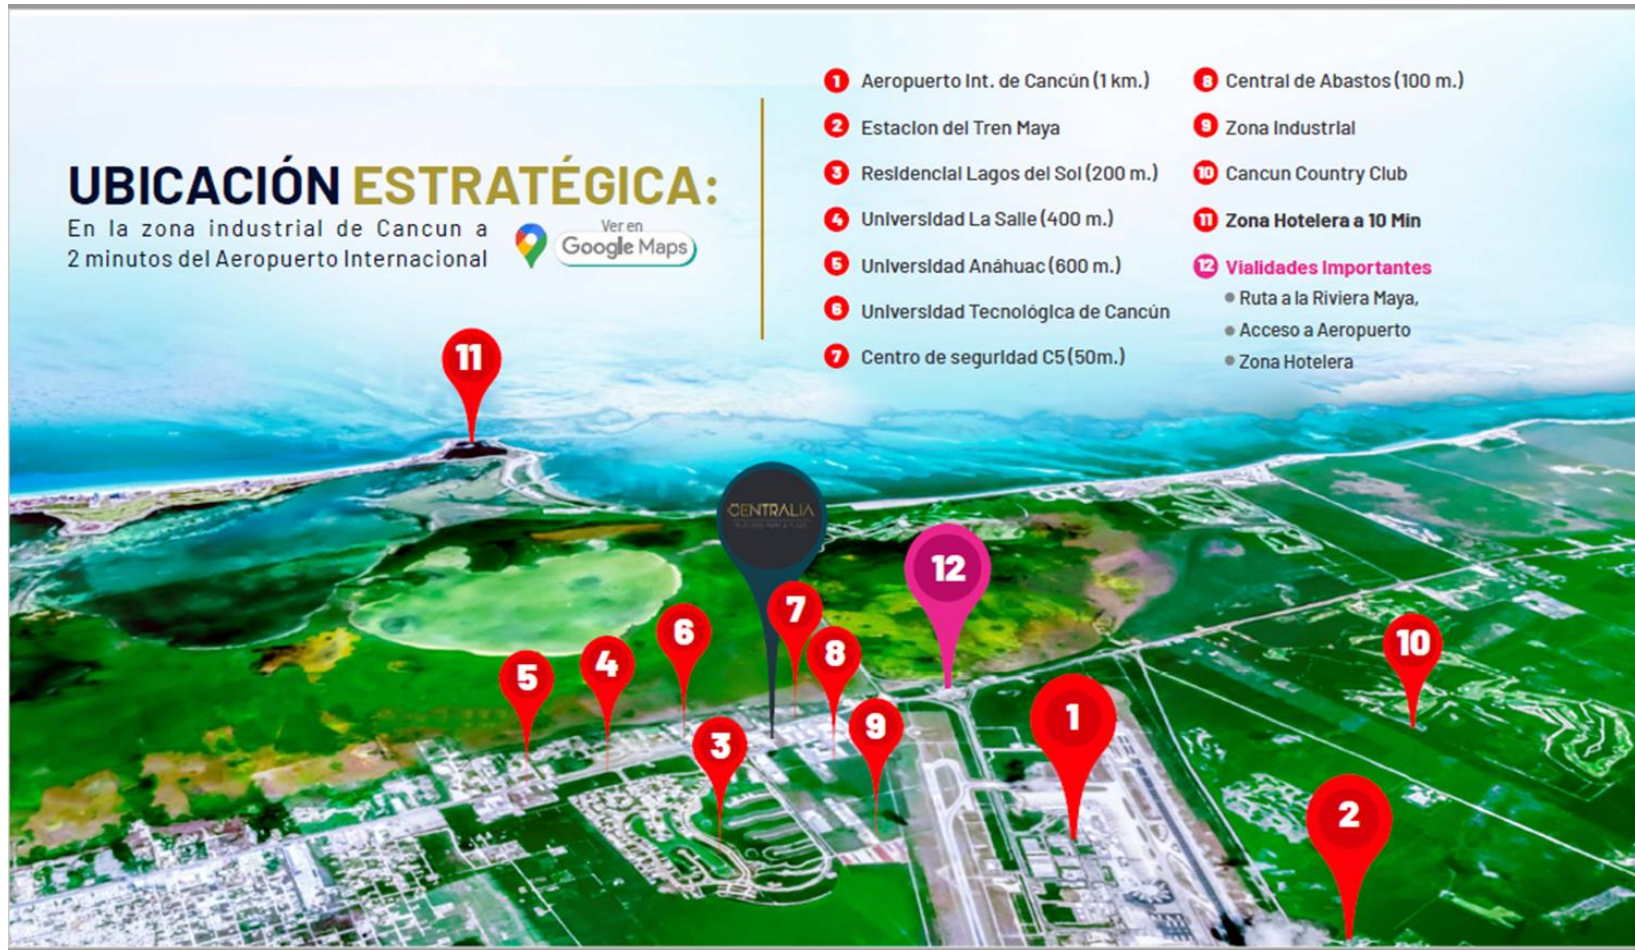 UBICACIÓN ESTRATÉGICA:
En la zona industrial de Cancun a
2 minutos del Aeropuerto Internacional
Ver en
Google Maps
1 Aeropuerto Int. de Cancún (1 km.)
2 Estacion del Tren Maya
3 Residencial Lagos del Sol (200 m.)
4 Universidad La Salle (400 m.)
5 Universidad Anáhuac (600 m.)
6 Universidad Tecnológica de Cancún
7 Centro de seguridad C5 (50m.)
8 Central de Abastos (100 m.)
9 Zona Industrial
10 Cancun Country Club
11 Zona Hotelera a 10 Min
12 Vialidades Importantes
Ruta a la Riviera Maya,
Acceso a Aeropuerto
Zona Hotelera
11
CENTRALIA
12
7
6
8
4
5
10
3
9
1
2